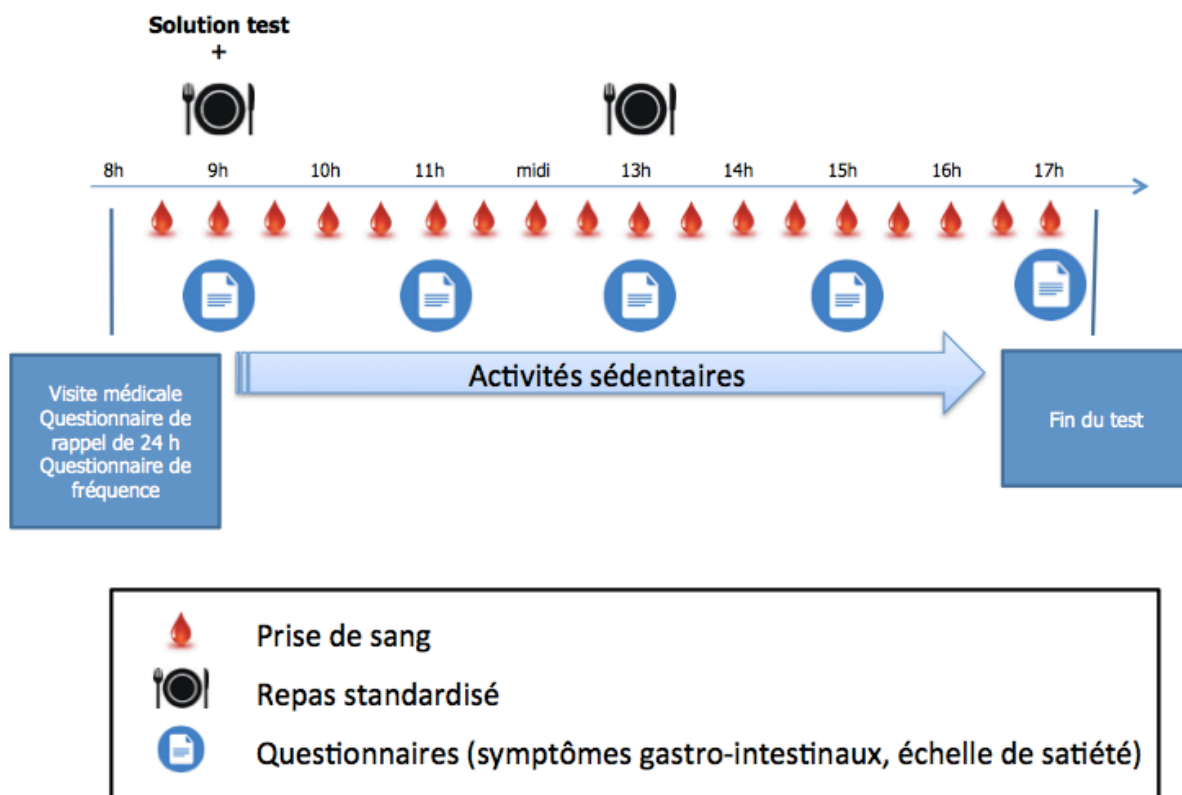 Solution test
+
8h 9h 10h 11h midi 13h 14h 15h 16h 17h
Activités sédentaires
Visite médicale
Questionnaire de
rappel de 24 h
Questionnaire de
fréquence
Fin du test
Prise de sang
Repas standardisé
Questionnaires (symptômes gastro-intestinaux, échelle de satiété)